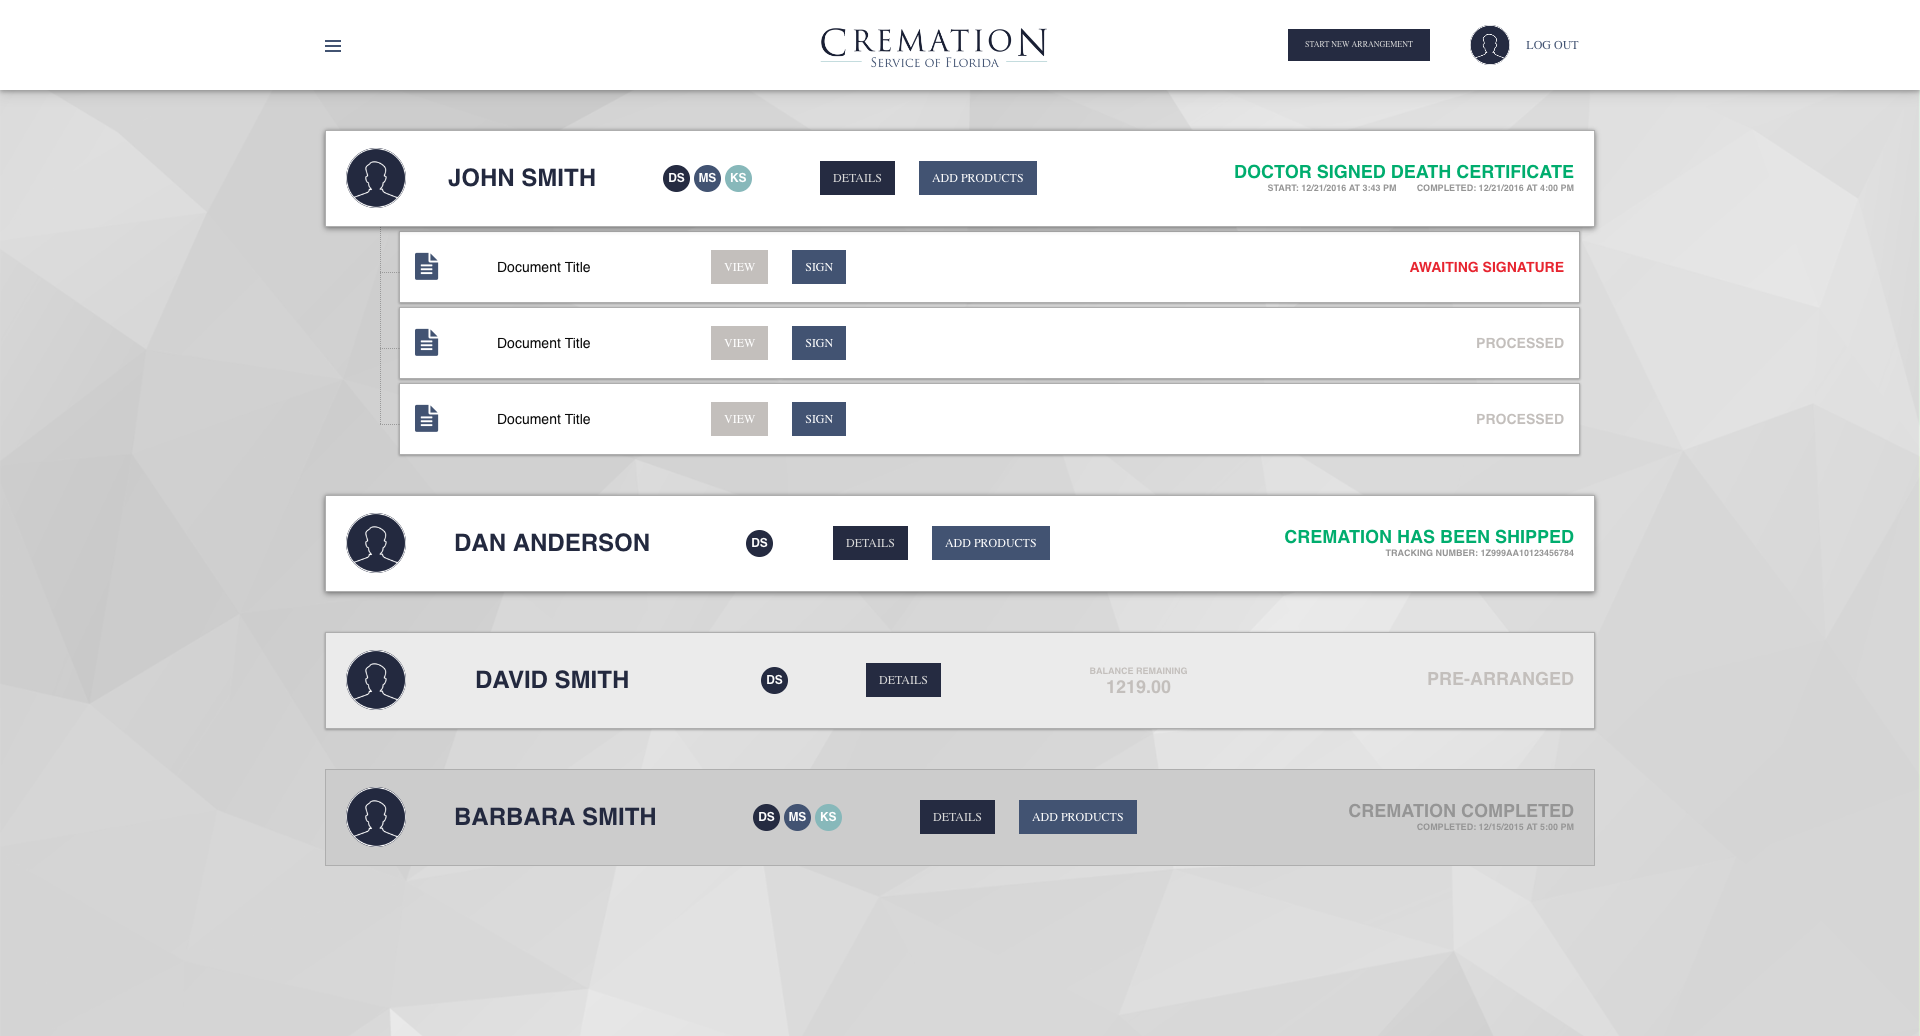 CREMATION
SERVICE OF FLORIDA
START NEW ARRANGEMENT
LOG OUT
JOHN SMITH
DS MS KS
DETAILS
ADD PRODUCTS
DOCTOR SIGNED DEATH CERTIFICATE
START: 12/21/2016 AT 3:43 PM COMPLETED: 12/21/2016 AT 4:00 PM
Document Title
VIEW
SIGN
AWAITING SIGNATURE
Document Title
VIEW
SIGN
PROCESSED
Document Title
VIEW
SIGN
PROCESSED
DAN ANDERSON
DS
DETAILS
ADD PRODUCTS
CREMATION HAS BEEN SHIPPED
TRACKING NUMBER: 1Z999AA10123456784
DAVID SMITH
DS
DETAILS
BALANCE REMAINING
1219.00
PRE-ARRANGED
BARBARA SMITH
DS MS KS
DETAILS
ADD PRODUCTS
CREMATION COMPLETED
COMPLETED: 12/15/2015 AT 5:00 PM